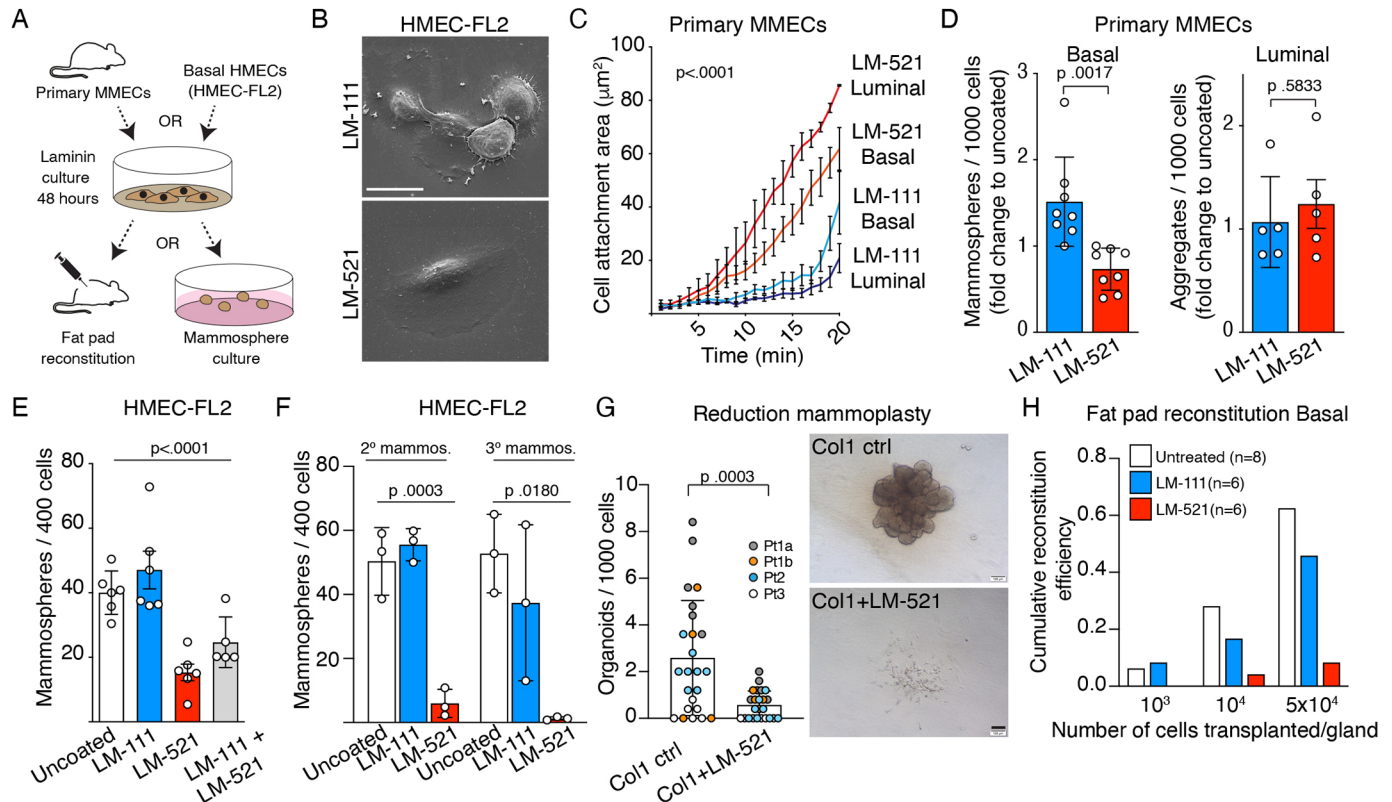 A
Primary MMECs
Basal HMECs
(HMEC-FL2)
OR
Laminin
culture
48 hours
OR
Fat pad
reconstitution
Mammosphere
culture
B
HMEC-FL2
LM-111
LM-521
C
Primary MMECs
p<.0001
Cell attachment area (μm²)
100
80
60
40
20
5
10
15
20
Time (min)
LM-521
Luminal
LM-521
Basal
LM-111
Basal
LM-111
Luminal
D
Primary MMECs
Basal
p .0017
Mammospheres / 1000 cells
(fold change to uncoated)
3
2
1
0
LM-111
LM-521
Luminal
p .5833
Aggregates / 1000 cells
(fold change to uncoated)
2
1
0
LM-111
LM-521
E
HMEC-FL2
p<.0001
Mammospheres / 400 cells
80
60
40
20
Uncoated
LM-111
LM-521
LM-111 +
LM-521
F
HMEC-FL2
2º mammos.
3º mammos.
p .0003
p .0180
Mammospheres / 400 cells
80
60
40
20
Uncoated
LM-111
LM-521
Uncoated
LM-111
LM-521
G
Reduction mammoplasty
p .0003
Organoids / 1000 cells
10
8
6
4
2
0
Pt1a
Pt1b
Pt2
Pt3
Col1 ctrl
Col1+LM-521
Col1 ctrl
Col1+LM-521
H
Fat pad reconstitution Basal
Untreated (n=8)
LM-111(n=6)
LM-521(n=6)
Cumulative reconstituion
efficiency
0.8
0.6
0.4
0.2
0.0
10³
10⁴
5x10⁴
Number of cells transplanted/gland